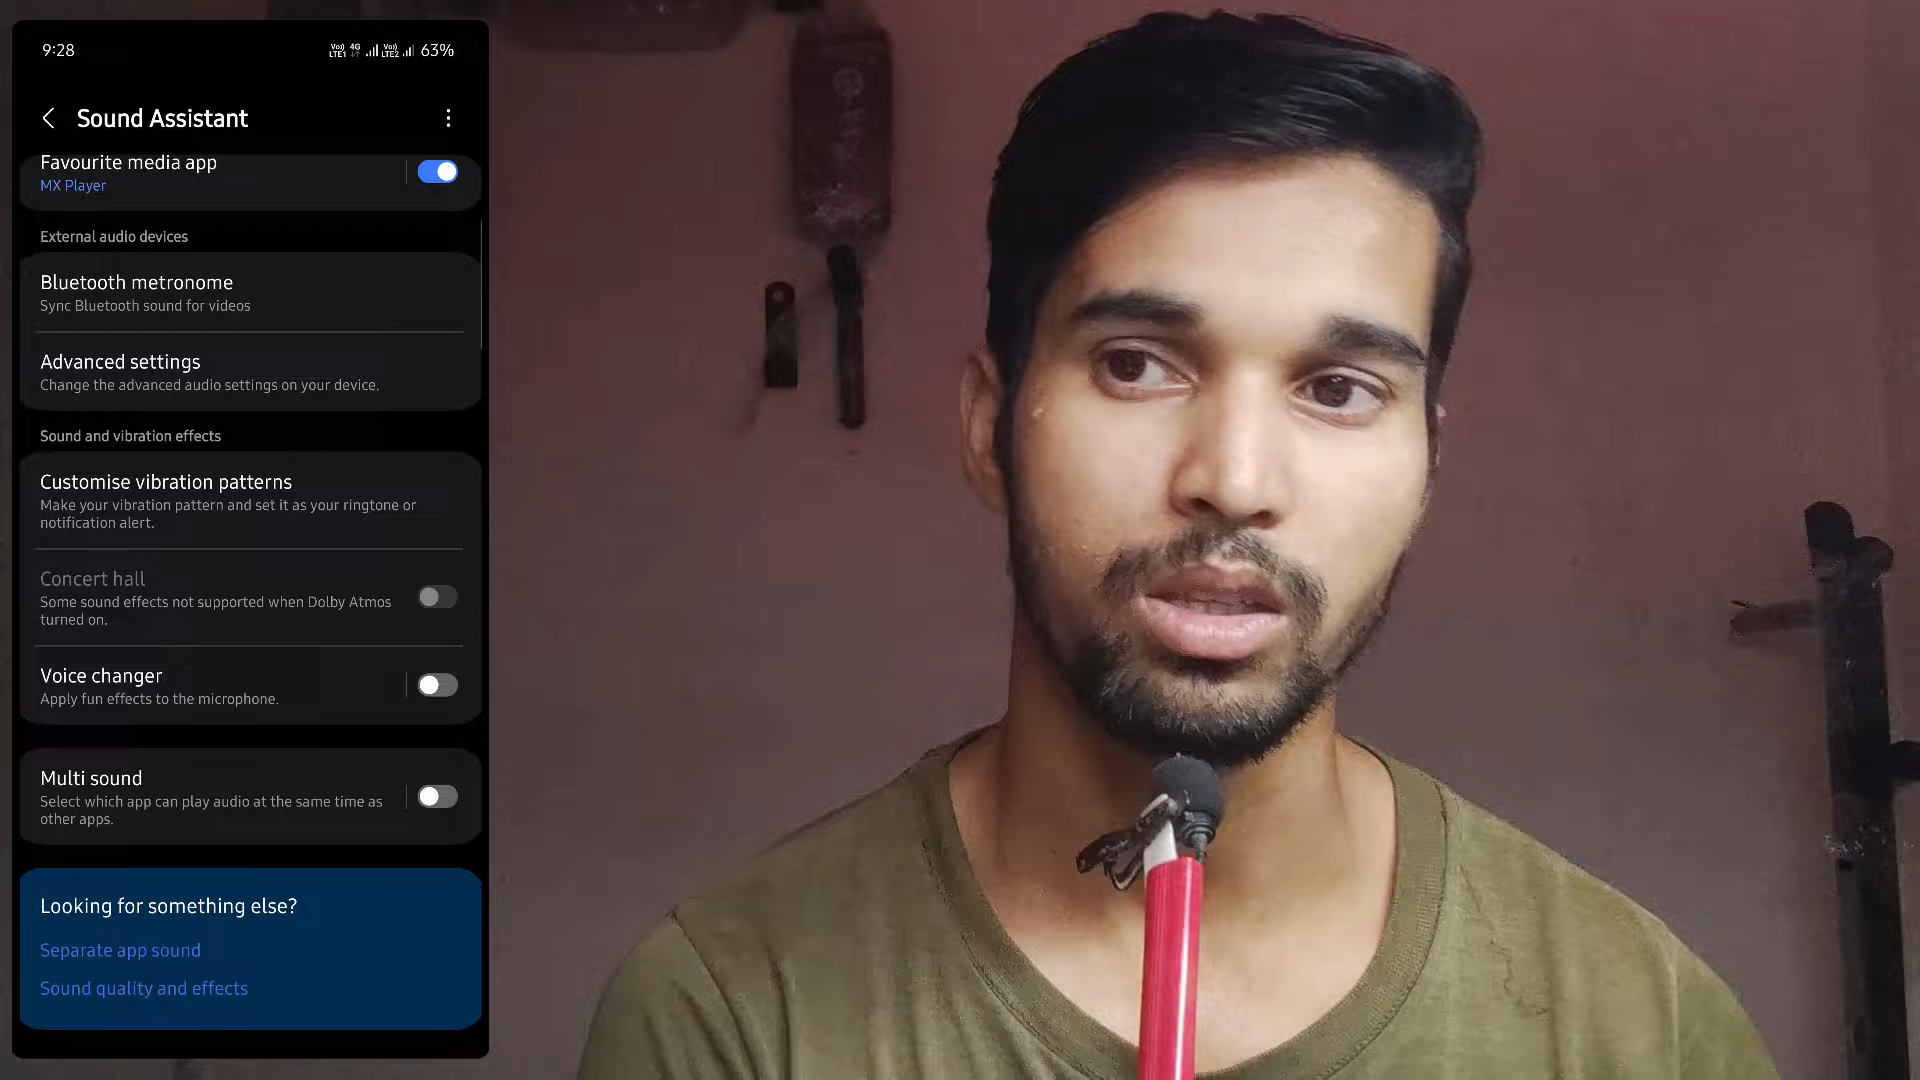 9:28
Vo)) LTE1 4G Vo)) LTE2 63%
Sound Assistant
Favourite media app
MX Player
External audio devices
Bluetooth metronome
Sync Bluetooth sound for videos
Advanced settings
Change the advanced audio settings on your device.
Sound and vibration effects
Customise vibration patterns
Make your vibration pattern and set it as your ringtone or
notification alert.
Concert hall
Some sound effects not supported when Dolby Atmos
turned on.
Voice changer
Apply fun effects to the microphone.
Multi sound
Select which app can play audio at the same time as
other apps.
Looking for something else?
Separate app sound
Sound quality and effects